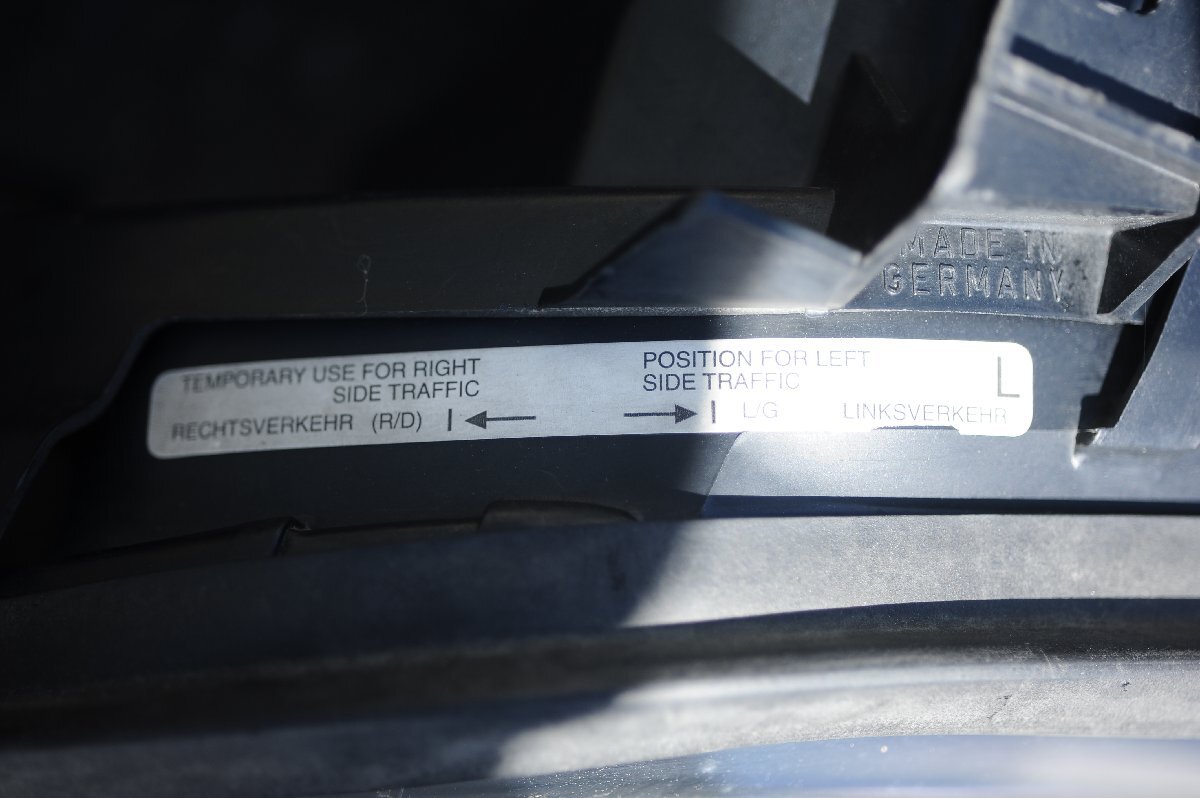 MADE IN
GERMANY
TEMPORARY USE FOR RIGHT
SIDE TRAFFIC
RECHTSVERKEHR (R/D)
POSITION FOR LEFT
SIDE TRAFFIC
L/G LINKSVERKEHR
L